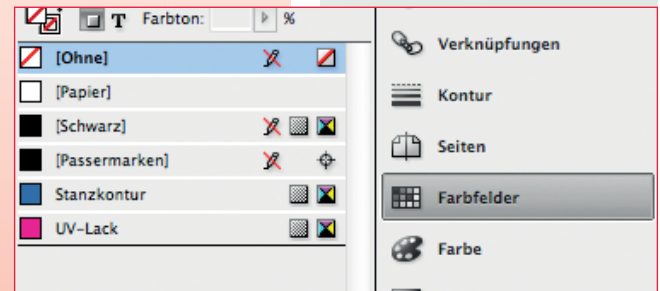 T Farbton: %
[Ohne]
[Papier]
[Schwarz]
[Passermarken]
Stanzkontur
UV-Lack
Verknüpfungen
Kontur
Seiten
Farbfelder
Farbe